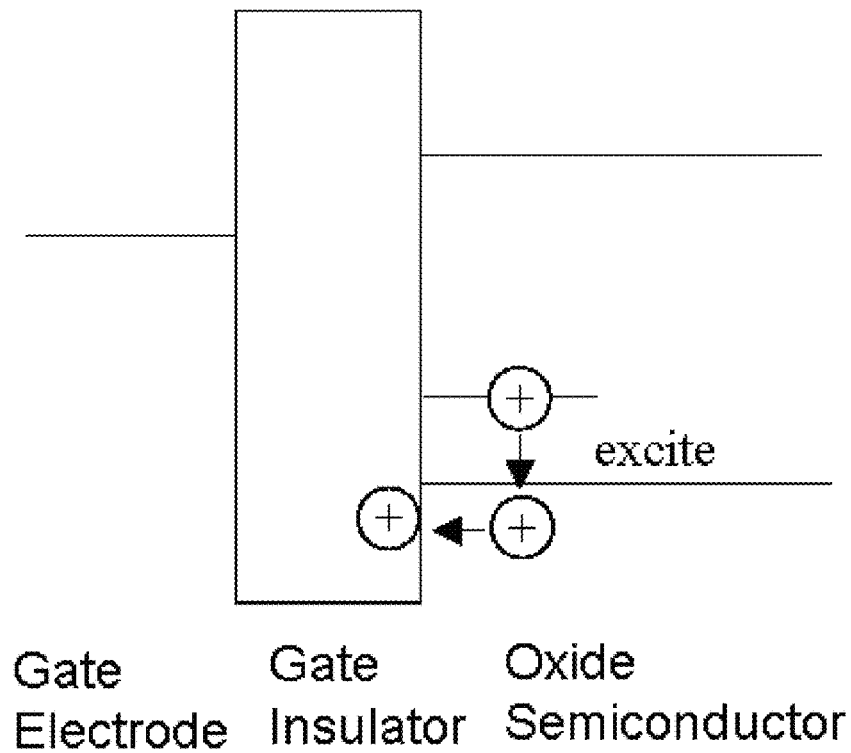 +
excite
+
+
Gate
Electrode
Gate
Insulator
Oxide
Semiconductor